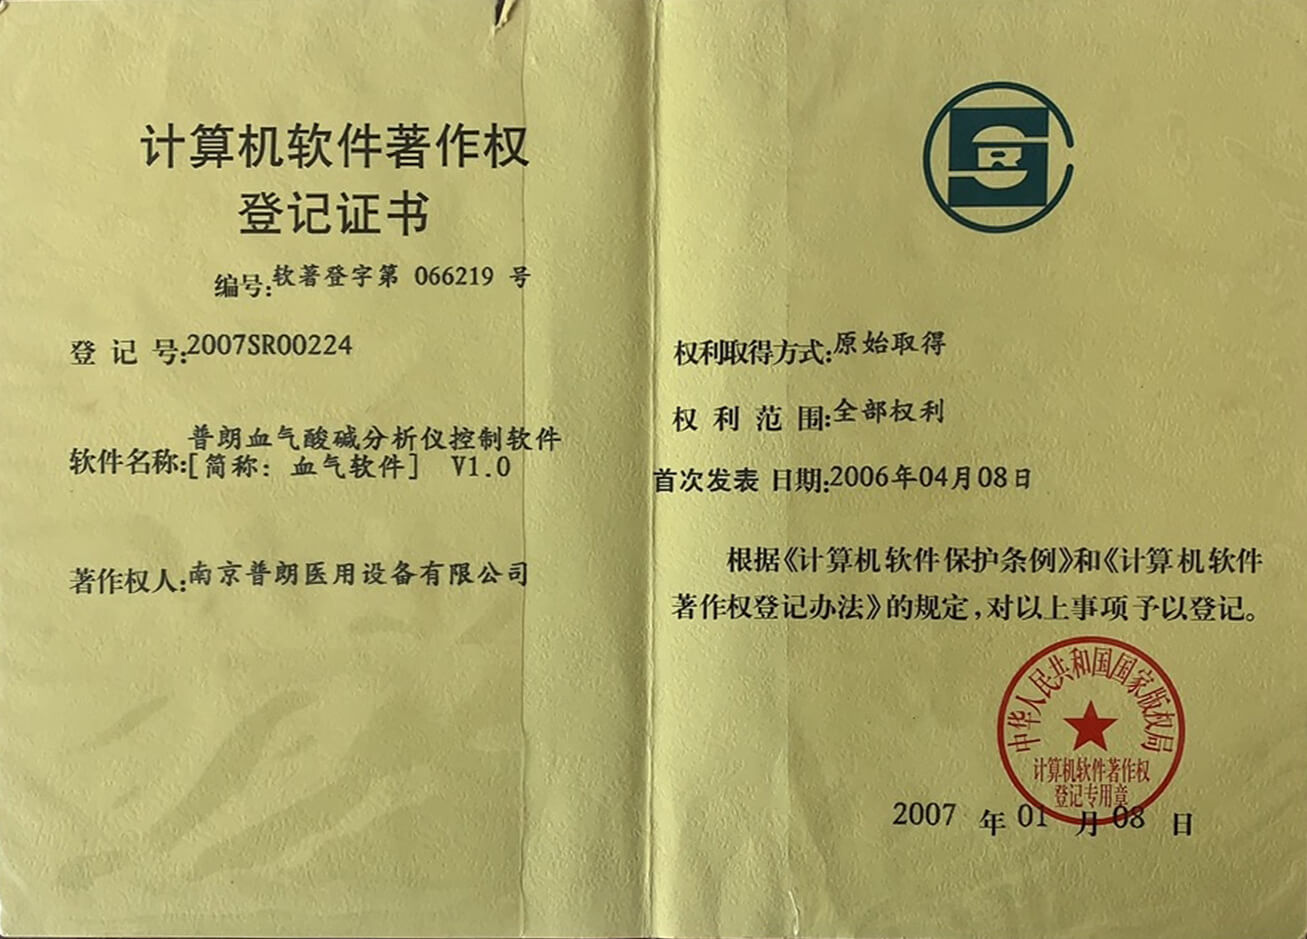 计算机软件著作权
登记证书
编号:软著登字第 066219 号
登 记 号:2007SR00224
软件名称:普朗血气酸碱分析仪控制软件
[简称：血气软件] V1.0
著作权人:南京普朗医用设备有限公司
R
权利取得方式:原始取得
权 利 范 围:全部权利
首次发表 日期:2006年04月08日
根据《计算机软件保护条例》和《计算机软件
著作权登记办法》的规定,对以上事项予以登记。
中华人民共和国国家版权局
计算机软件著作权
登记专用章
2007 年 01 月 08 日